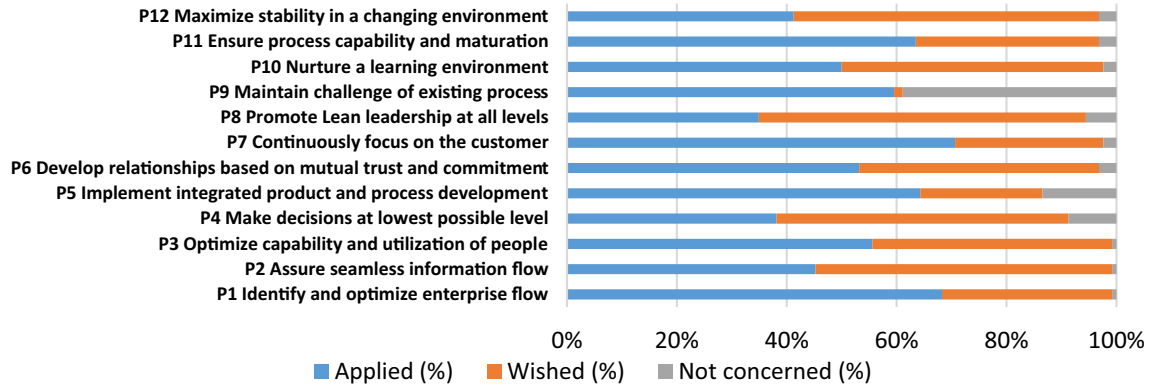 P12 Maximize stability in a changing environment
P11 Ensure process capability and maturation
P10 Nurture a learning environment
P9 Maintain challenge of existing process
P8 Promote Lean leadership at all levels
P7 Continuously focus on the customer
P6 Develop relationships based on mutual trust and commitment
P5 Implement integrated product and process development
P4 Make decisions at lowest possible level
P3 Optimize capability and utilization of people
P2 Assure seamless information flow
P1 Identify and optimize enterprise flow
0% 20% 40% 60% 80% 100%
Applied (%) Wished (%) Not concerned (%)